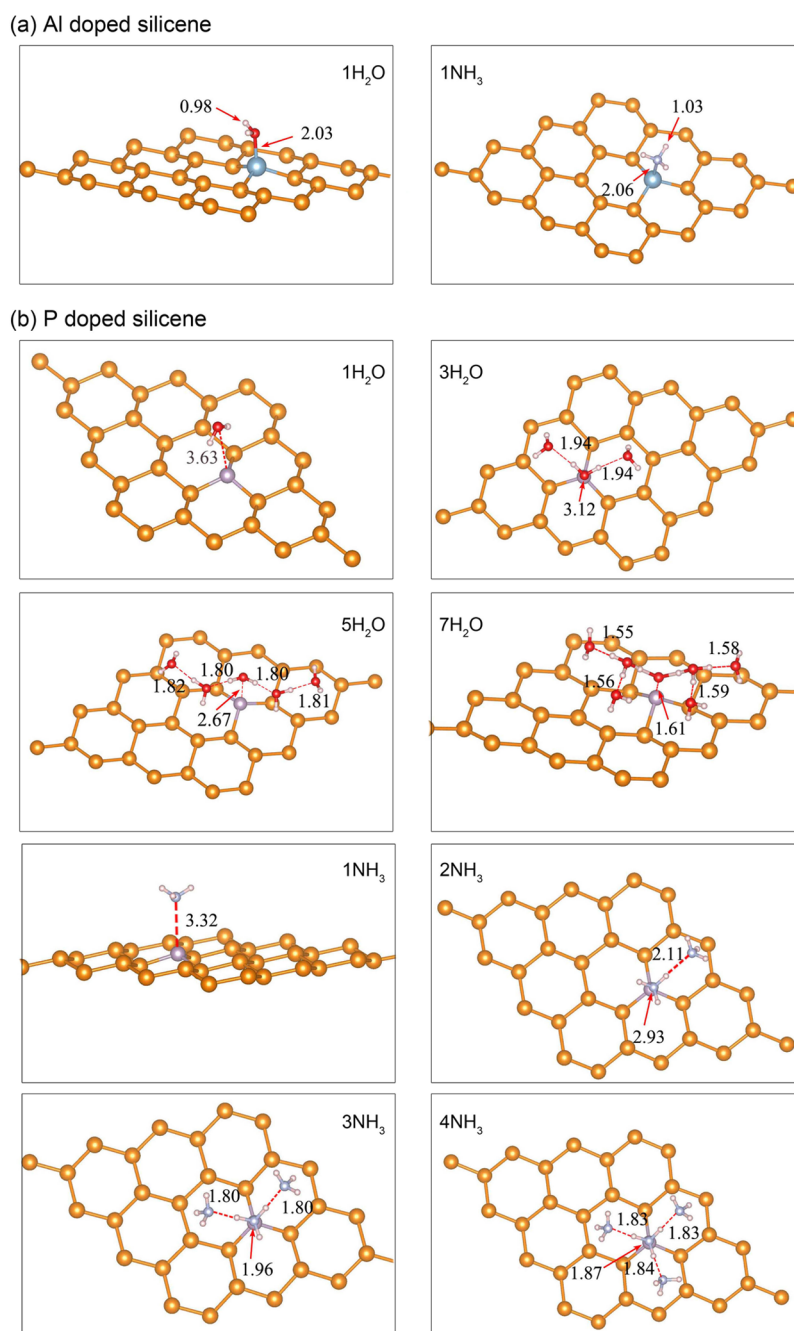 (a) Al doped silicene
1H₂O
0.98
2.03
1NH₃
1.03
2.06
(b) P doped silicene
1H₂O
3.63
3H₂O
1.94
1.94
3.12
5H₂O
1.80
1.80
1.82
1.81
2.67
7H₂O
1.55
1.58
1.56
1.59
1.61
1NH₃
3.32
2NH₃
2.11
2.93
3NH₃
1.80
1.80
1.96
4NH₃
1.83
1.83
1.87
1.84